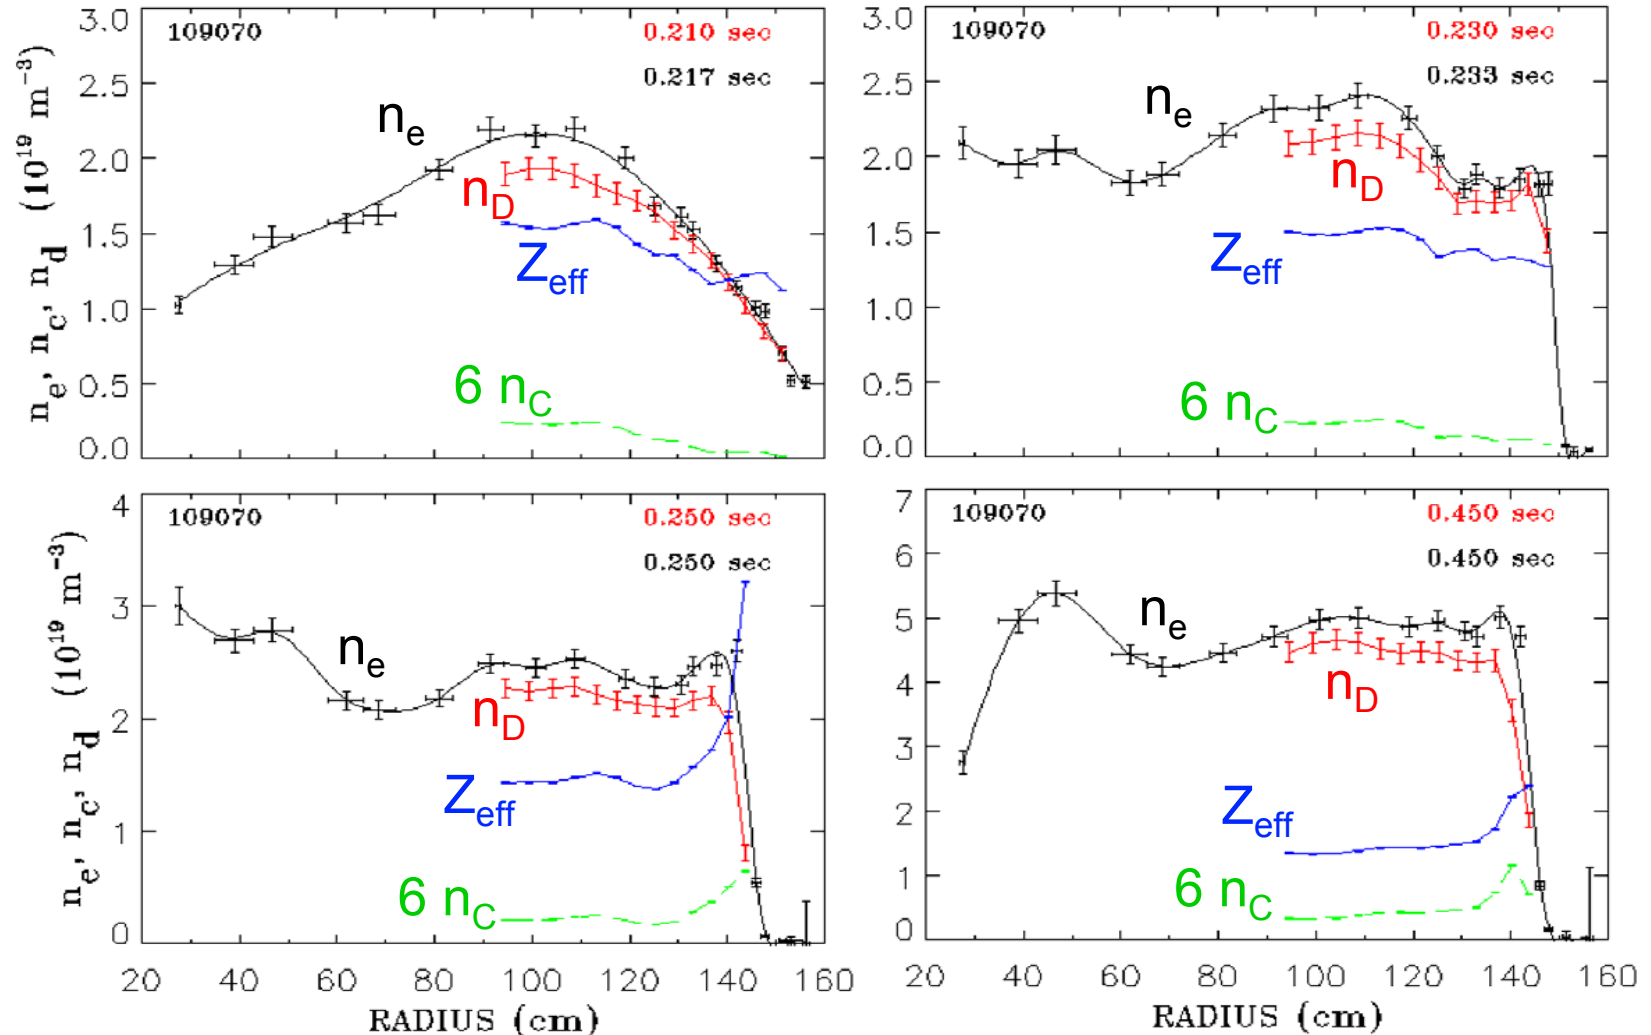 n_e, n_c, n_d (10^19 m^-3)
3.0
2.5
2.0
1.5
1.0
0.5
0.0
109070
0.210 sec
0.217 sec
n_e
n_D
Z_eff
6 n_C
3.0
2.5
2.0
1.5
1.0
0.5
0.0
109070
0.230 sec
0.233 sec
n_e
n_D
Z_eff
6 n_C
n_e, n_c, n_d (10^19 m^-3)
4
3
2
1
0
109070
0.250 sec
0.250 sec
n_e
n_D
Z_eff
6 n_C
20 40 60 80 100 120 140 160
RADIUS (cm)
7
6
5
4
3
2
1
0
109070
0.450 sec
0.450 sec
n_e
n_D
Z_eff
6 n_C
20 40 60 80 100 120 140 160
RADIUS (cm)